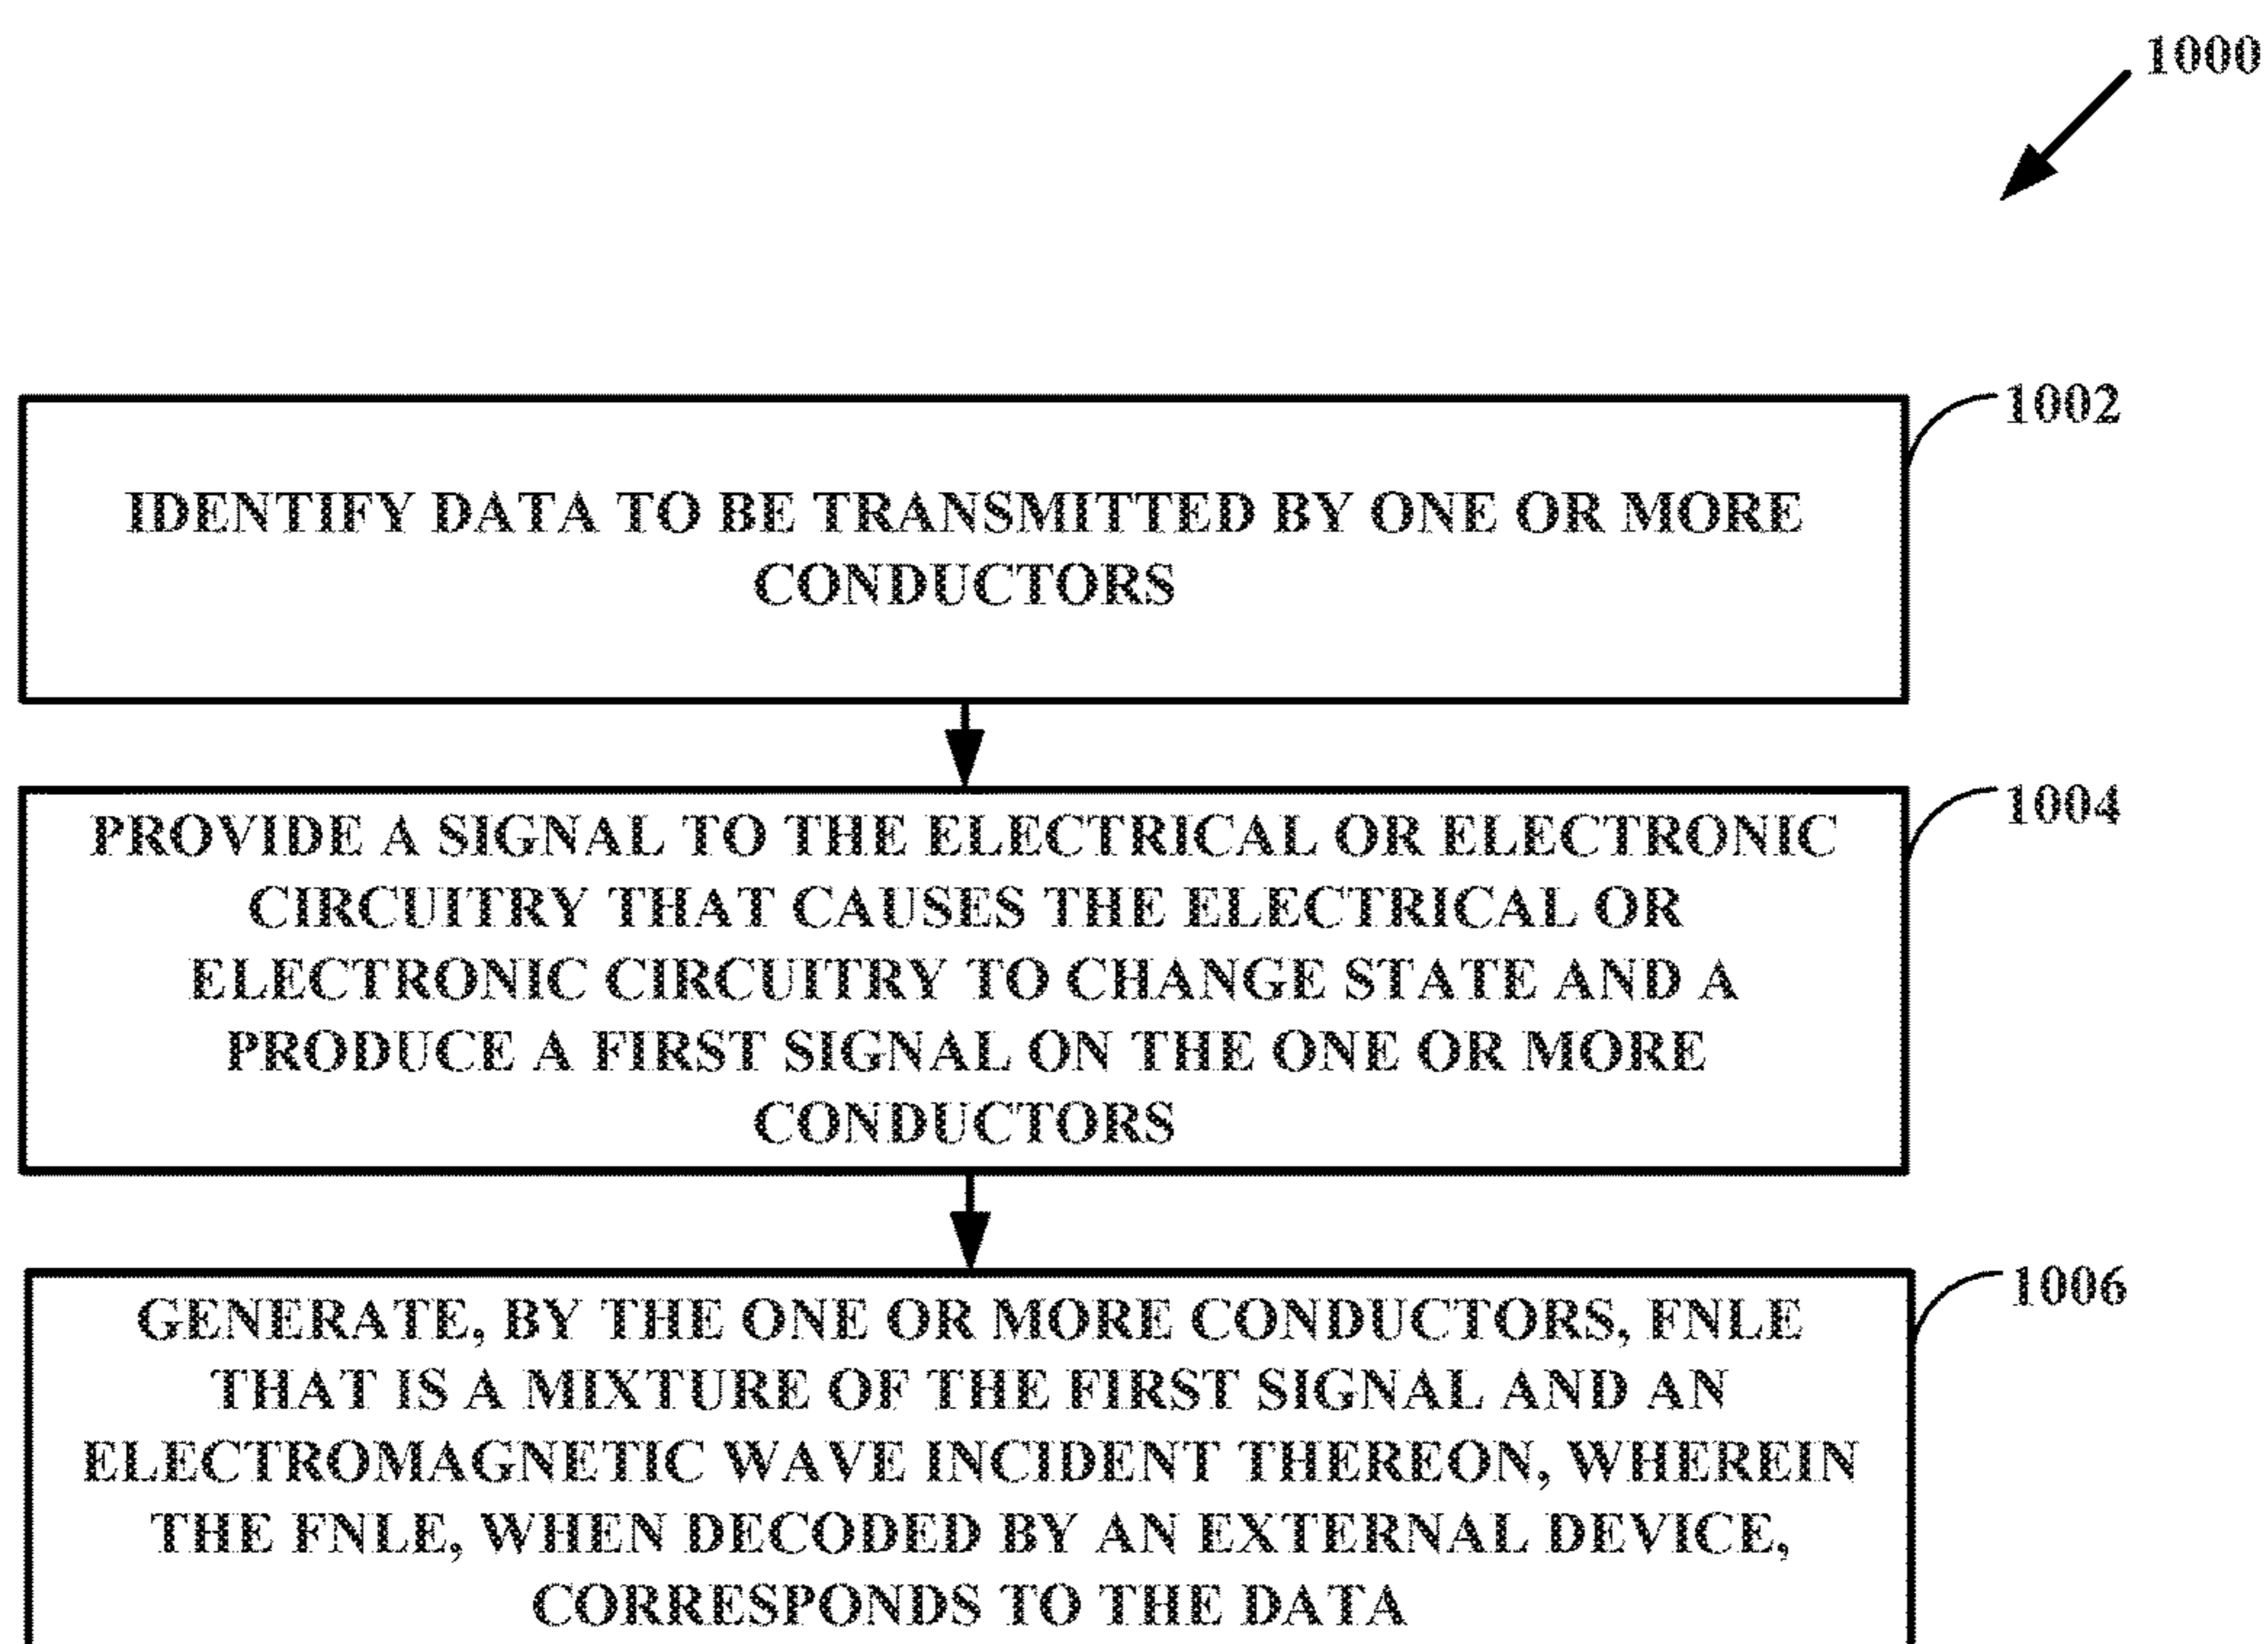 1000
1002
IDENTIFY DATA TO BE TRANSMITTED BY ONE OR MORE
CONDUCTORS
1004
PROVIDE A SIGNAL TO THE ELECTRICAL OR ELECTRONIC
CIRCUITRY THAT CAUSES THE ELECTRICAL OR
ELECTRONIC CIRCUITRY TO CHANGE STATE AND A
PRODUCE A FIRST SIGNAL ON THE ONE OR MORE
CONDUCTORS
1006
GENERATE, BY THE ONE OR MORE CONDUCTORS, FNLE
THAT IS A MIXTURE OF THE FIRST SIGNAL AND AN
ELECTROMAGNETIC WAVE INCIDENT THEREON, WHEREIN
THE FNLE, WHEN DECODED BY AN EXTERNAL DEVICE,
CORRESPONDS TO THE DATA